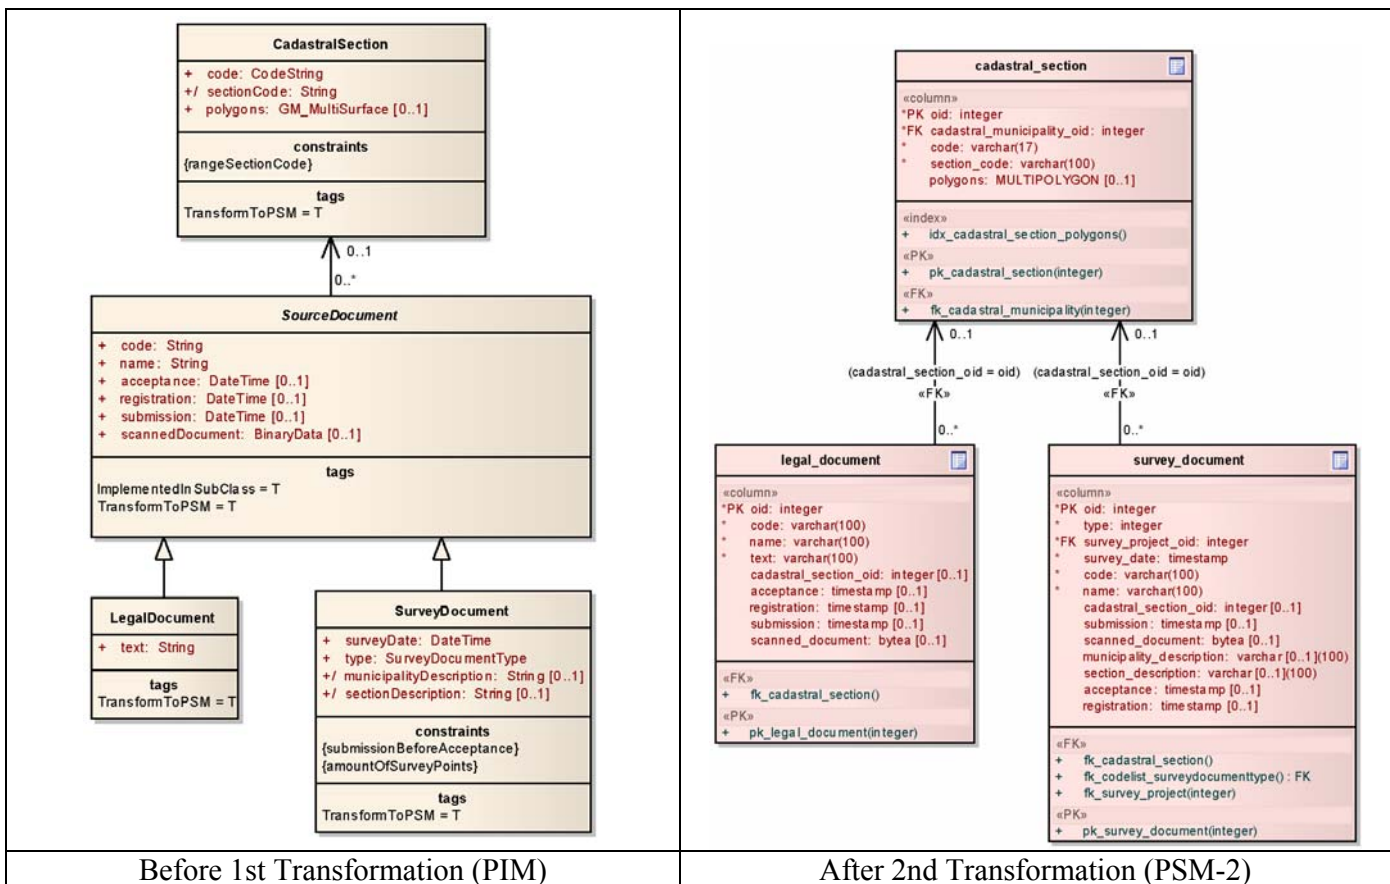 CadastralSection
+ code: CodeString
+/ sectionCode: String
+ polygons: GM_MultiSurface [0..1]
constraints
{rangeSectionCode}
tags
TransformToPSM = T
0..1
0..*
SourceDocument
+ code: String
+ name: String
+ acceptance: DateTime [0..1]
+ registration: DateTime [0..1]
+ submission: DateTime [0..1]
+ scannedDocument: BinaryData [0..1]
tags
ImplementedInSubClass = T
TransformToPSM = T
LegalDocument
+ text: String
tags
TransformToPSM = T
SurveyDocument
+ surveyDate: DateTime
+ type: SurveyDocumentType
+/ municipalityDescription: String [0..1]
+/ sectionDescription: String [0..1]
constraints
{submissionBeforeAcceptance}
{amountOfSurveyPoints}
tags
TransformToPSM = T
Before 1st Transformation (PIM)
cadastral_section
«column»
*PK oid: integer
*FK cadastral_municipality_oid: integer
* code: varchar(17)
* section_code: varchar(100)
polygons: MULTIPOLYGON [0..1]
«index»
+ idx_cadastral_section_polygons()
«PK»
+ pk_cadastral_section(integer)
«FK»
+ fk_cadastral_municipality(integer)
0..1
0..1
(cadastral_section_oid = oid)
(cadastral_section_oid = oid)
«FK»
«FK»
0..*
0..*
legal_document
«column»
*PK oid: integer
* code: varchar(100)
* name: varchar(100)
* text: varchar(100)
cadastral_section_oid: integer [0..1]
acceptance: timestamp [0..1]
registration: timestamp [0..1]
submission: timestamp [0..1]
scanned_document: bytea [0..1]
«FK»
+ fk_cadastral_section()
«PK»
+ pk_legal_document(integer)
survey_document
«column»
*PK oid: integer
* type: integer
*FK survey_project_oid: integer
* survey_date: timestamp
* code: varchar(100)
* name: varchar(100)
cadastral_section_oid: integer [0..1]
submission: timestamp [0..1]
scanned_document: bytea [0..1]
municipality_description: varchar [0..1](100)
section_description: varchar [0..1](100)
acceptance: timestamp [0..1]
registration: timestamp [0..1]
«FK»
+ fk_cadastral_section()
+ fk_codelist_surveydocumenttype() : FK
+ fk_survey_project(integer)
«PK»
+ pk_survey_document(integer)
After 2nd Transformation (PSM-2)